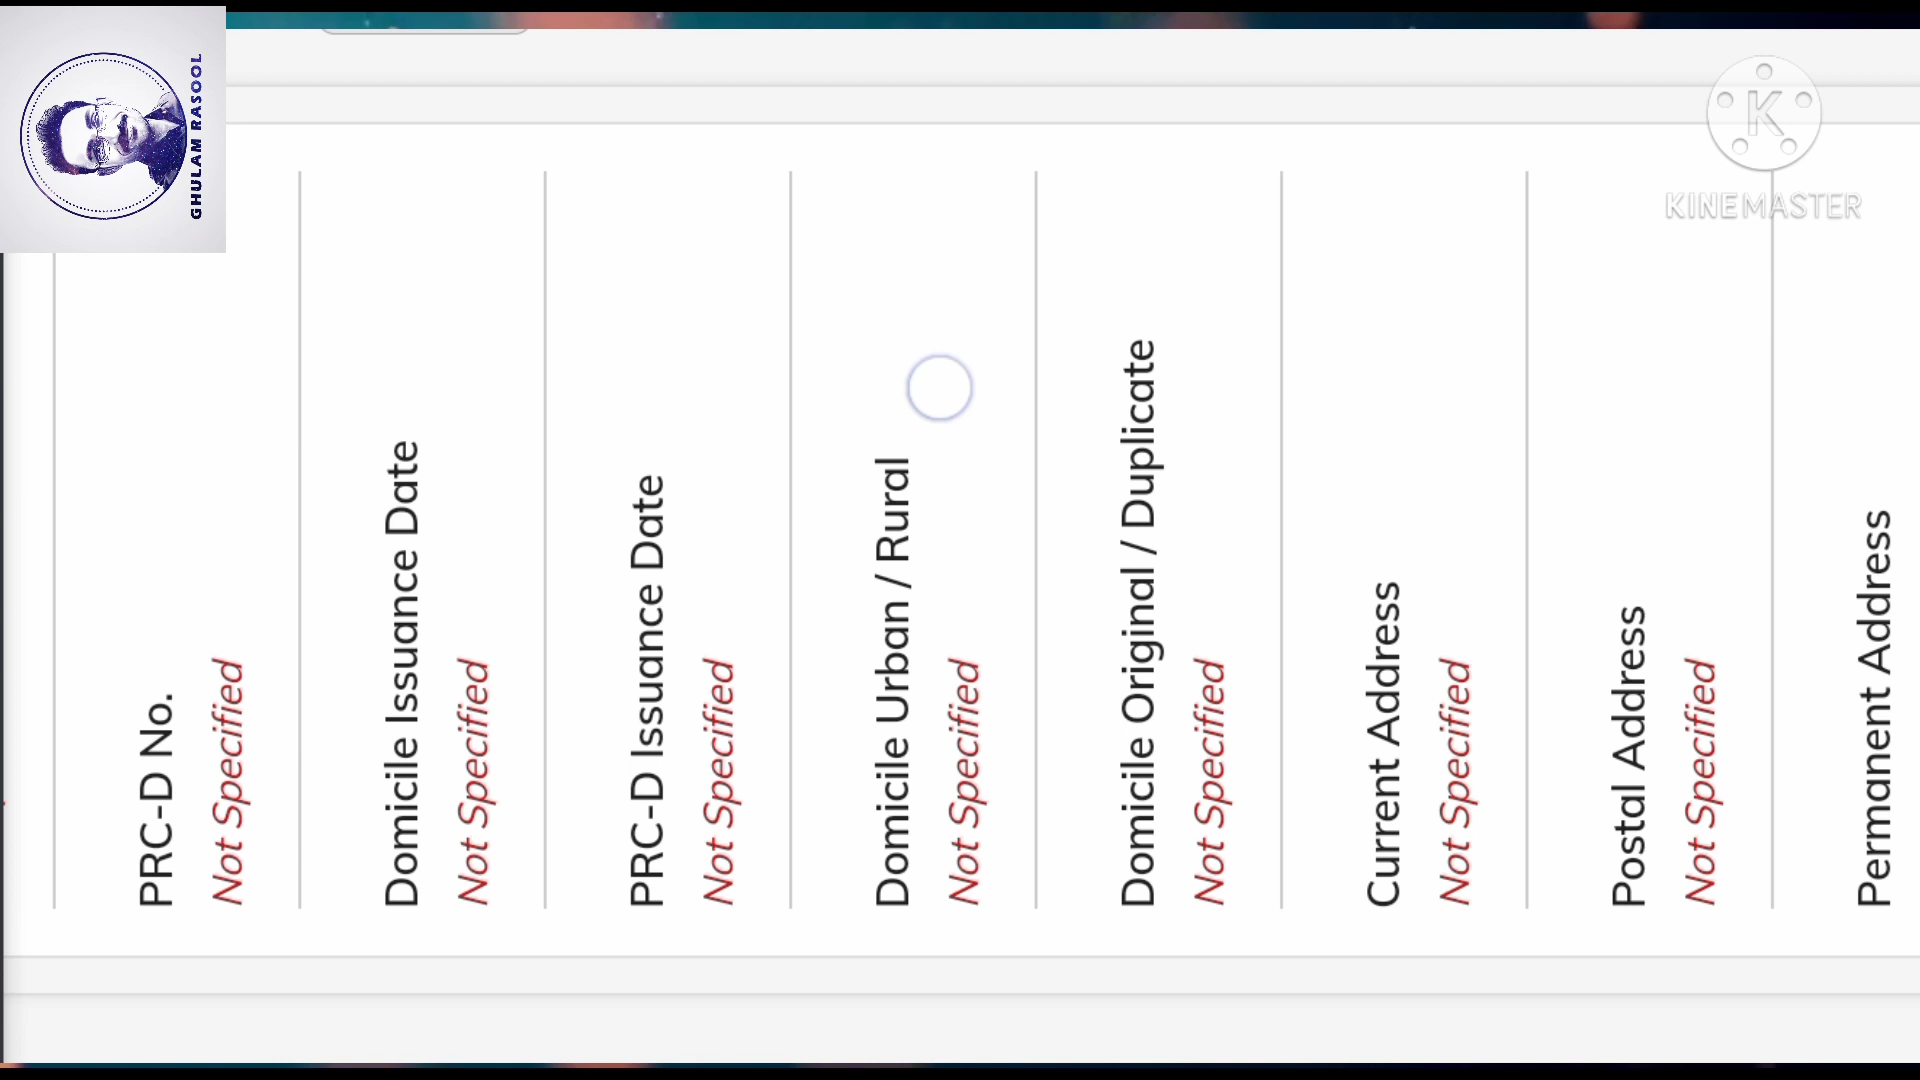 GHULAM RASOOL
KINEMASTER
K
PRC-D No.
Not Specified
Domicile Issuance Date
Not Specified
PRC-D Issuance Date
Not Specified
Domicile Urban / Rural
Not Specified
Domicile Original / Duplicate
Not Specified
Current Address
Not Specified
Postal Address
Not Specified
Permanent Address